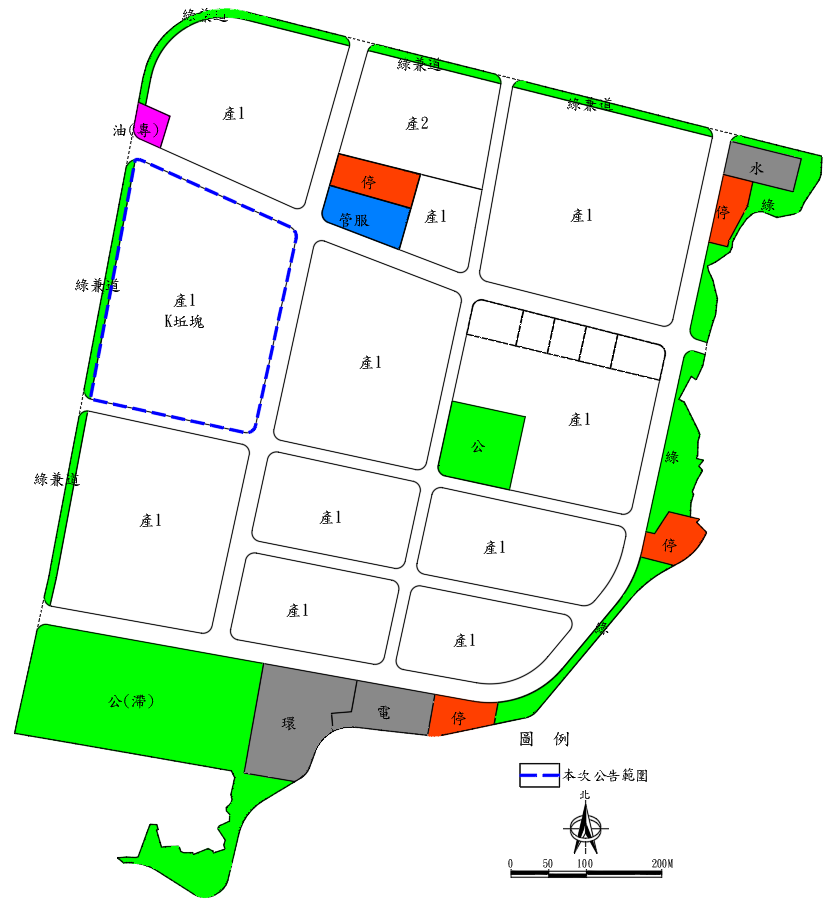 綠兼道
綠兼道
綠兼道
產1
產2
油(專)
停
管服
產1
產1
水
停
綠
綠兼道
產1
K坵塊
產1
公
產1
綠
綠兼道
產1
產1
產1
停
產1
產1
綠
公(滯)
環
電
停
圖 例
本次公告範圍
北
0 50 100 200M